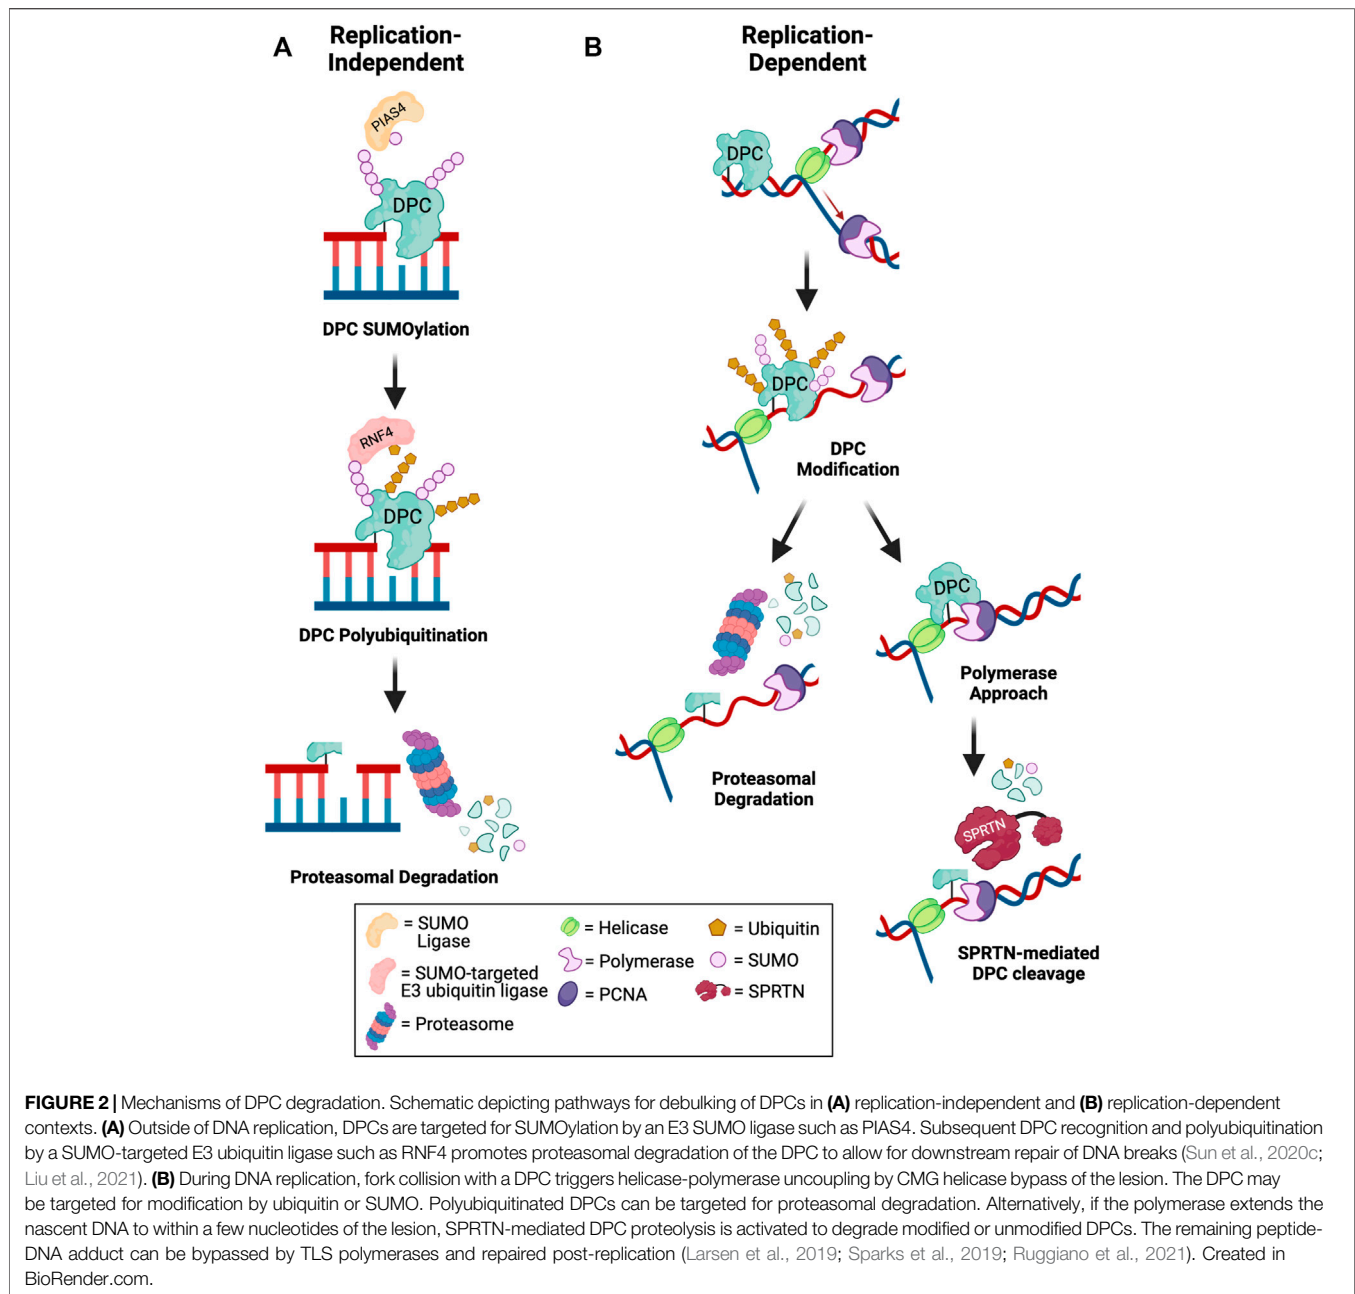 A
Replication-
Independent
PIAS4
DPC
DPC SUMOylation
RNF4
DPC
DPC Polyubiquitination
Proteasomal Degradation
B
Replication-
Dependent
DPC
DPC
DPC
Modification
Proteasomal
Degradation
DPC
Polymerase
Approach
SPRTN
SPRTN-mediated
DPC cleavage
= SUMO
Ligase
= SUMO-targeted
E3 ubiquitin ligase
= Proteasome
= Helicase
= Polymerase
= PCNA
= Ubiquitin
= SUMO
= SPRTN
FIGURE 2 | Mechanisms of DPC degradation. Schematic depicting pathways for debulking of DPCs in (A) replication-independent and (B) replication-dependent
contexts. (A) Outside of DNA replication, DPCs are targeted for SUMOylation by an E3 SUMO ligase such as PIAS4. Subsequent DPC recognition and polyubiquitination
by a SUMO-targeted E3 ubiquitin ligase such as RNF4 promotes proteasomal degradation of the DPC to allow for downstream repair of DNA breaks (Sun et al., 2020c;
Liu et al., 2021). (B) During DNA replication, fork collision with a DPC triggers helicase-polymerase uncoupling by CMG helicase bypass of the lesion. The DPC may
be targeted for modification by ubiquitin or SUMO. Polyubiquitinated DPCs can be targeted for proteasomal degradation. Alternatively, if the polymerase extends the
nascent DNA to within a few nucleotides of the lesion, SPRTN-mediated DPC proteolysis is activated to degrade modified or unmodified DPCs. The remaining peptide-
DNA adduct can be bypassed by TLS polymerases and repaired post-replication (Larsen et al., 2019; Sparks et al., 2019; Ruggiano et al., 2021). Created in
BioRender.com.